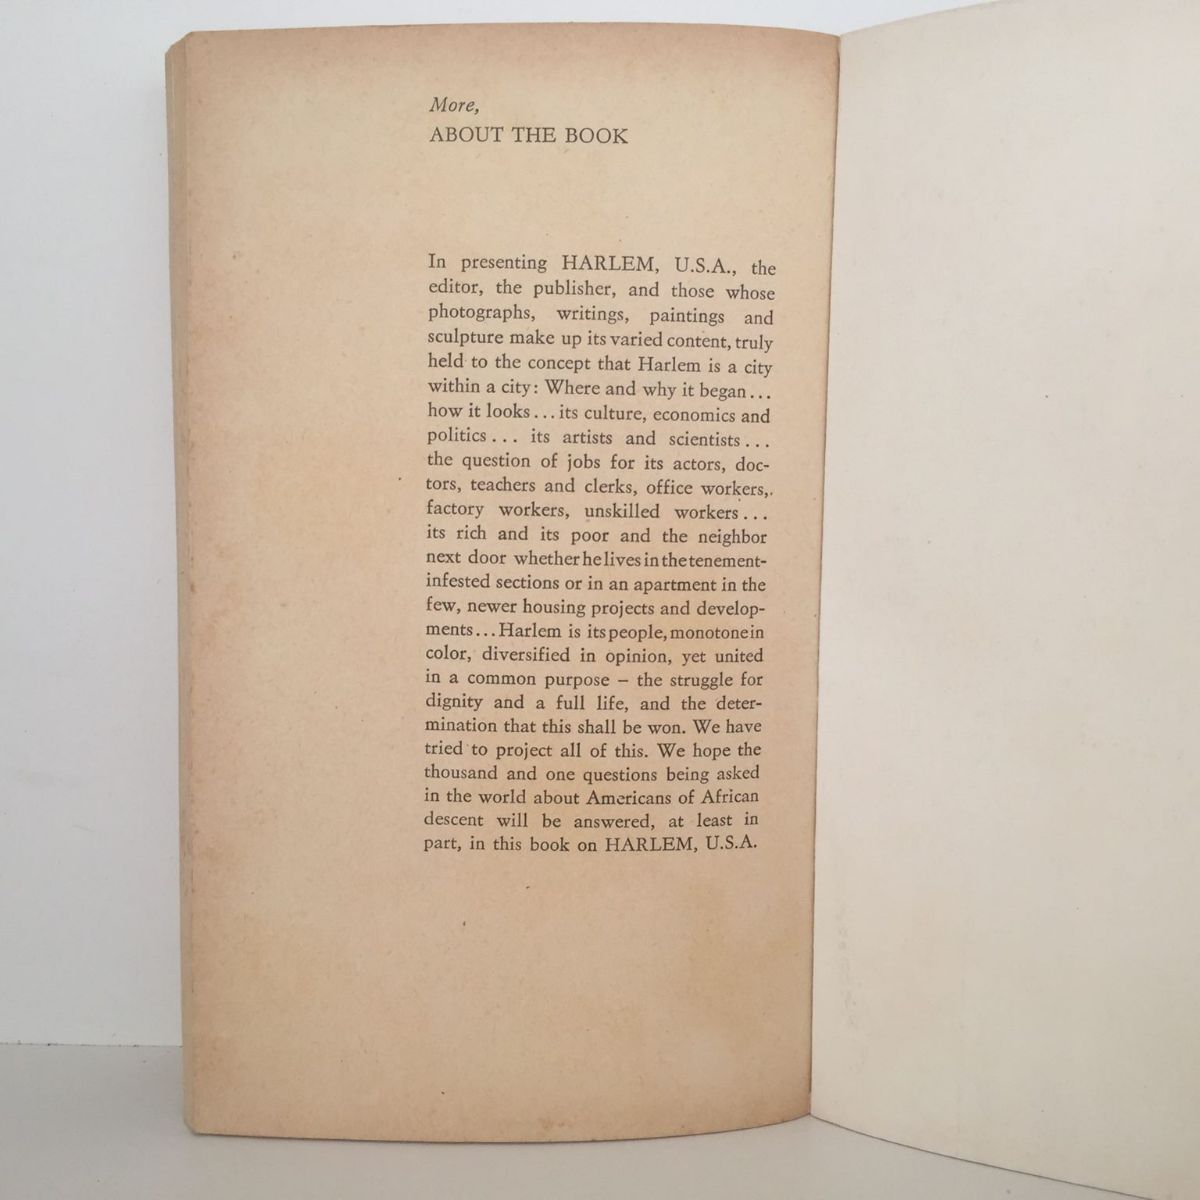 More,
ABOUT THE BOOK
In presenting HARLEM, U.S.A., the
editor, the publisher, and those whose
photographs, writings, paintings and
sculpture make up its varied content, truly
held to the concept that Harlem is a city
within a city: Where and why it began...
how it looks... its culture, economics and
politics... its artists and scientists...
the question of jobs for its actors, doc-
tors, teachers and clerks, office workers,
factory workers, unskilled workers...
its rich and its poor and the neighbor
next door whether he lives in the tenement-
infested sections or in an apartment in the
few, newer housing projects and develop-
ments... Harlem is its people, monotone in
color, diversified in opinion, yet united
in a common purpose – the struggle for
dignity and a full life, and the deter-
mination that this shall be won. We have
tried to project all of this. We hope the
thousand and one questions being asked
in the world about Americans of African
descent will be answered, at least in
part, in this book on HARLEM, U.S.A.